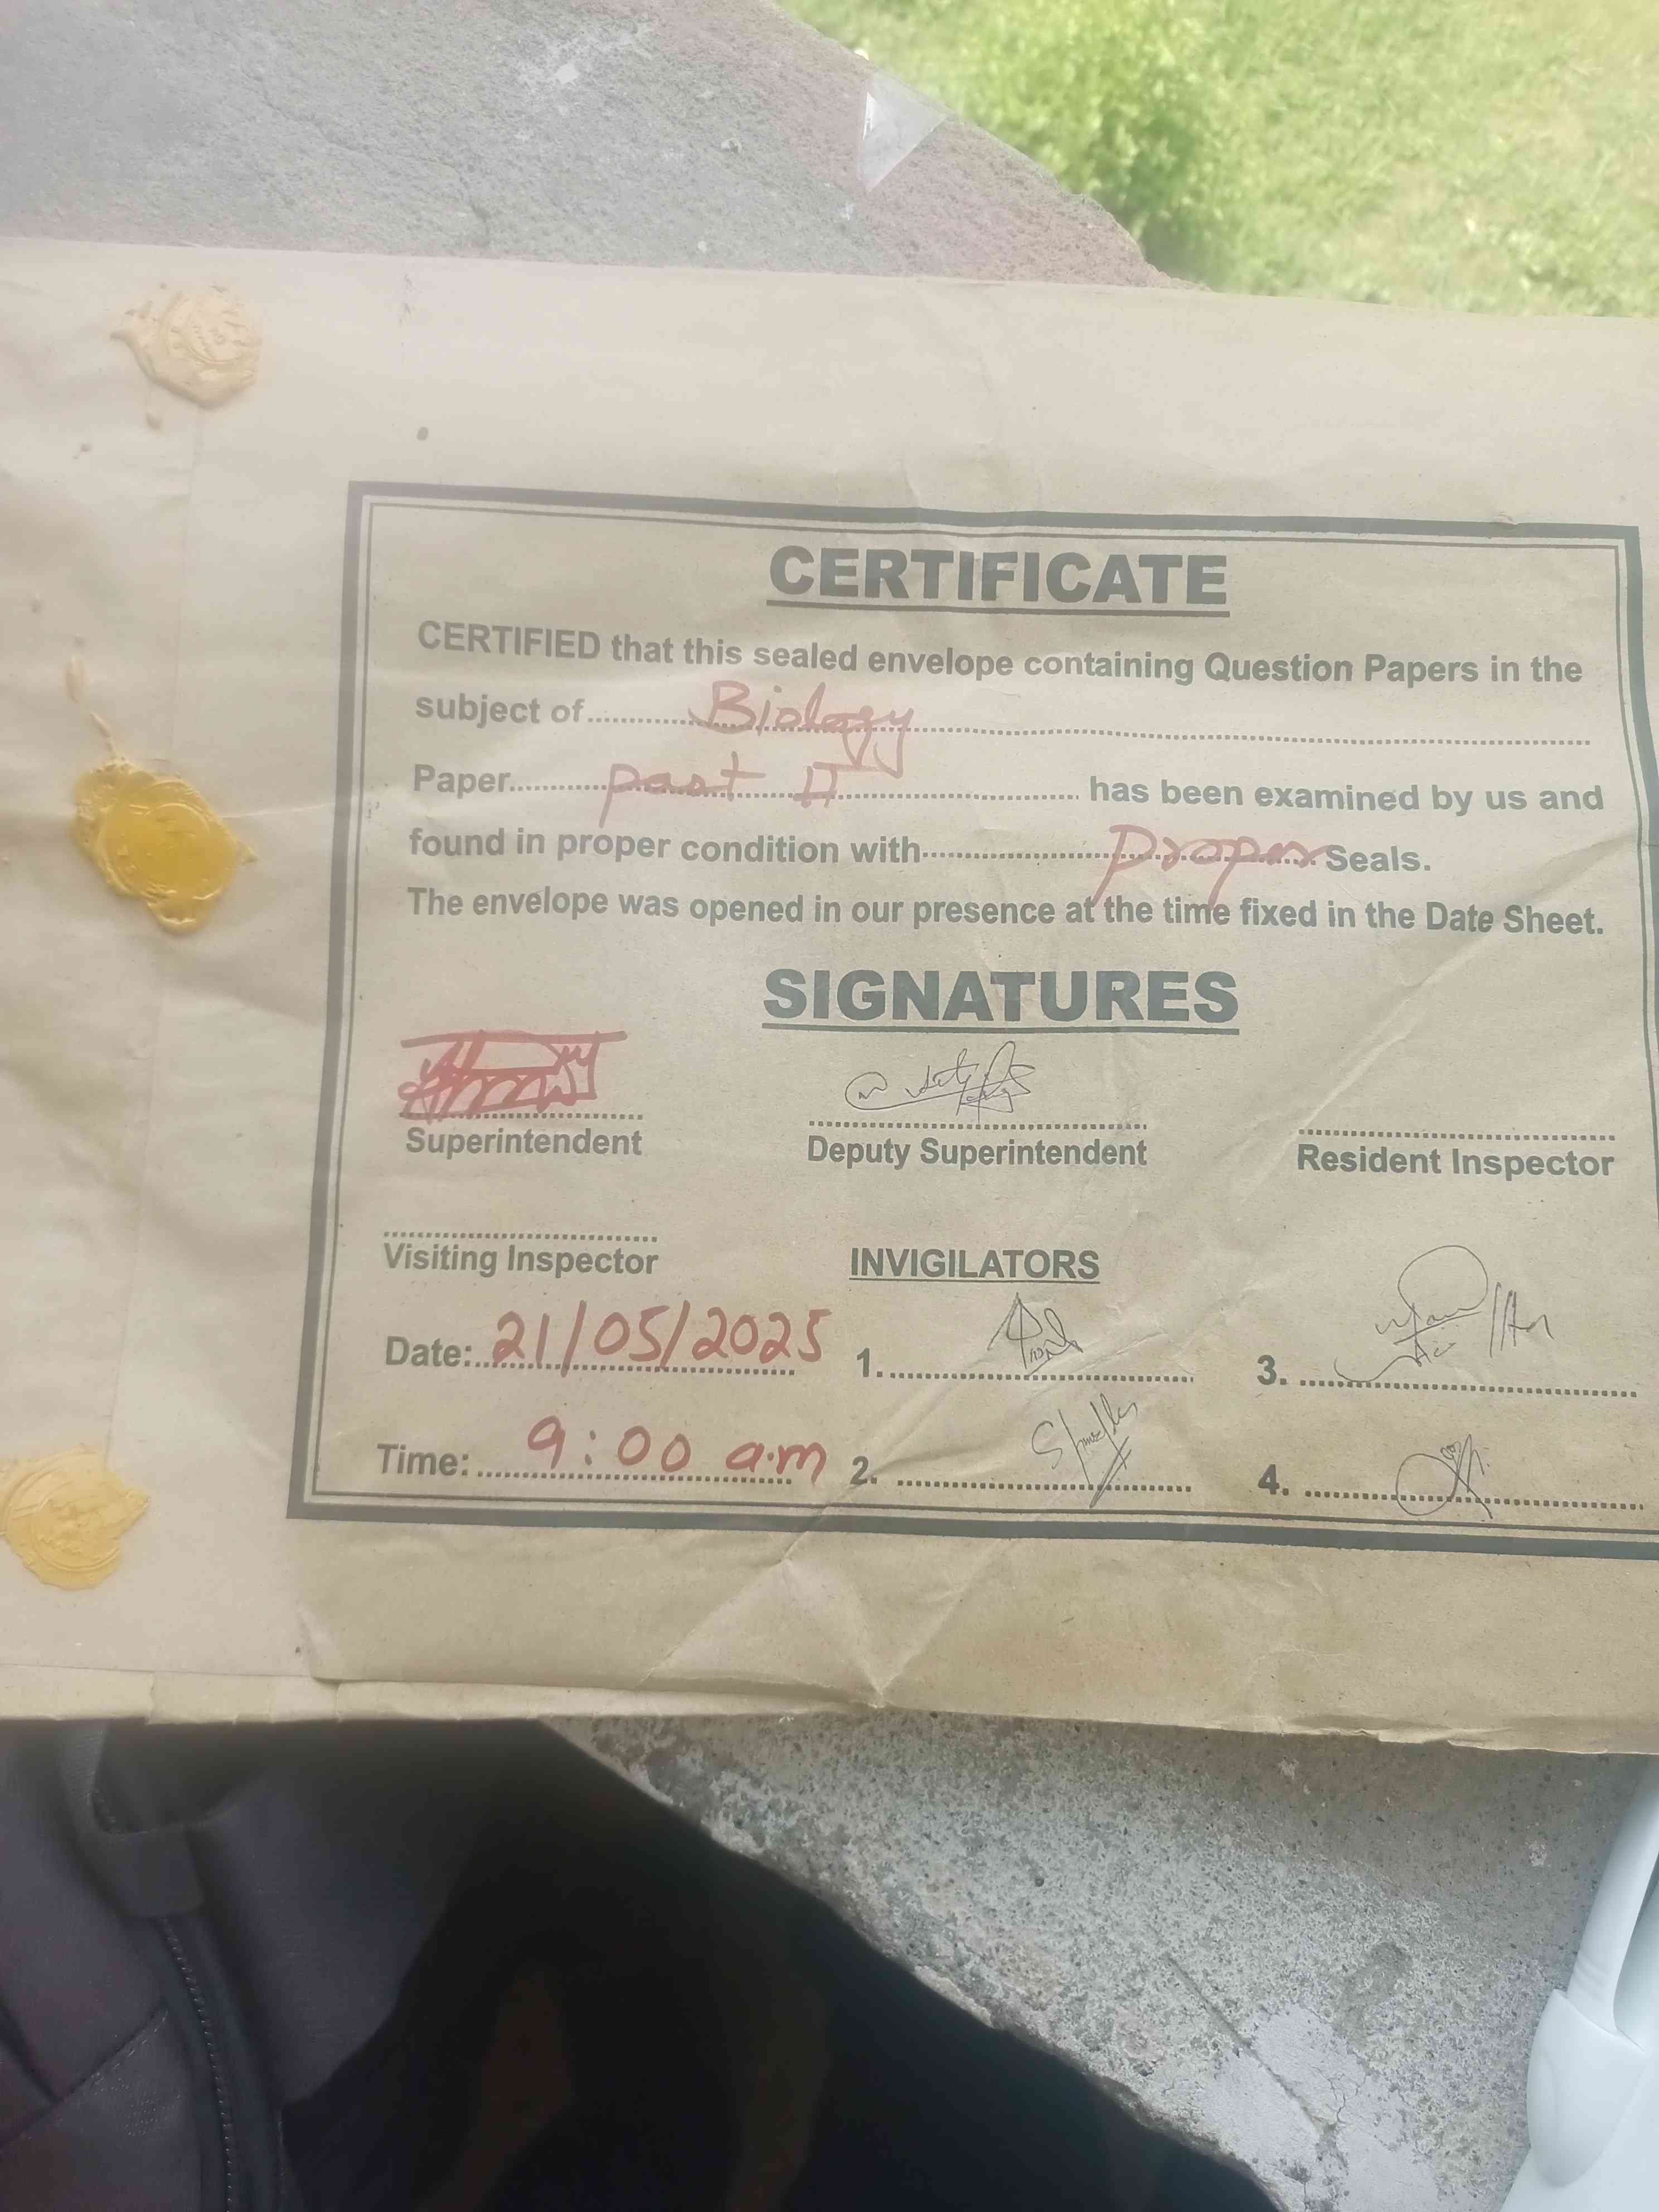 CERTIFICATE
CERTIFIED that this sealed envelope containing Question Papers in the
subject of.............Biology.............
Paper.............part II............. has been examined by us and
found in proper condition with.............proper.............Seals.
The envelope was opened in our presence at the time fixed in the Date Sheet.
SIGNATURES
Superintendent Deputy Superintendent Resident Inspector
Visiting Inspector INVIGILATORS
Date: 21/05/2025 1. 3.
Time: 9:00 a.m 2. 4.